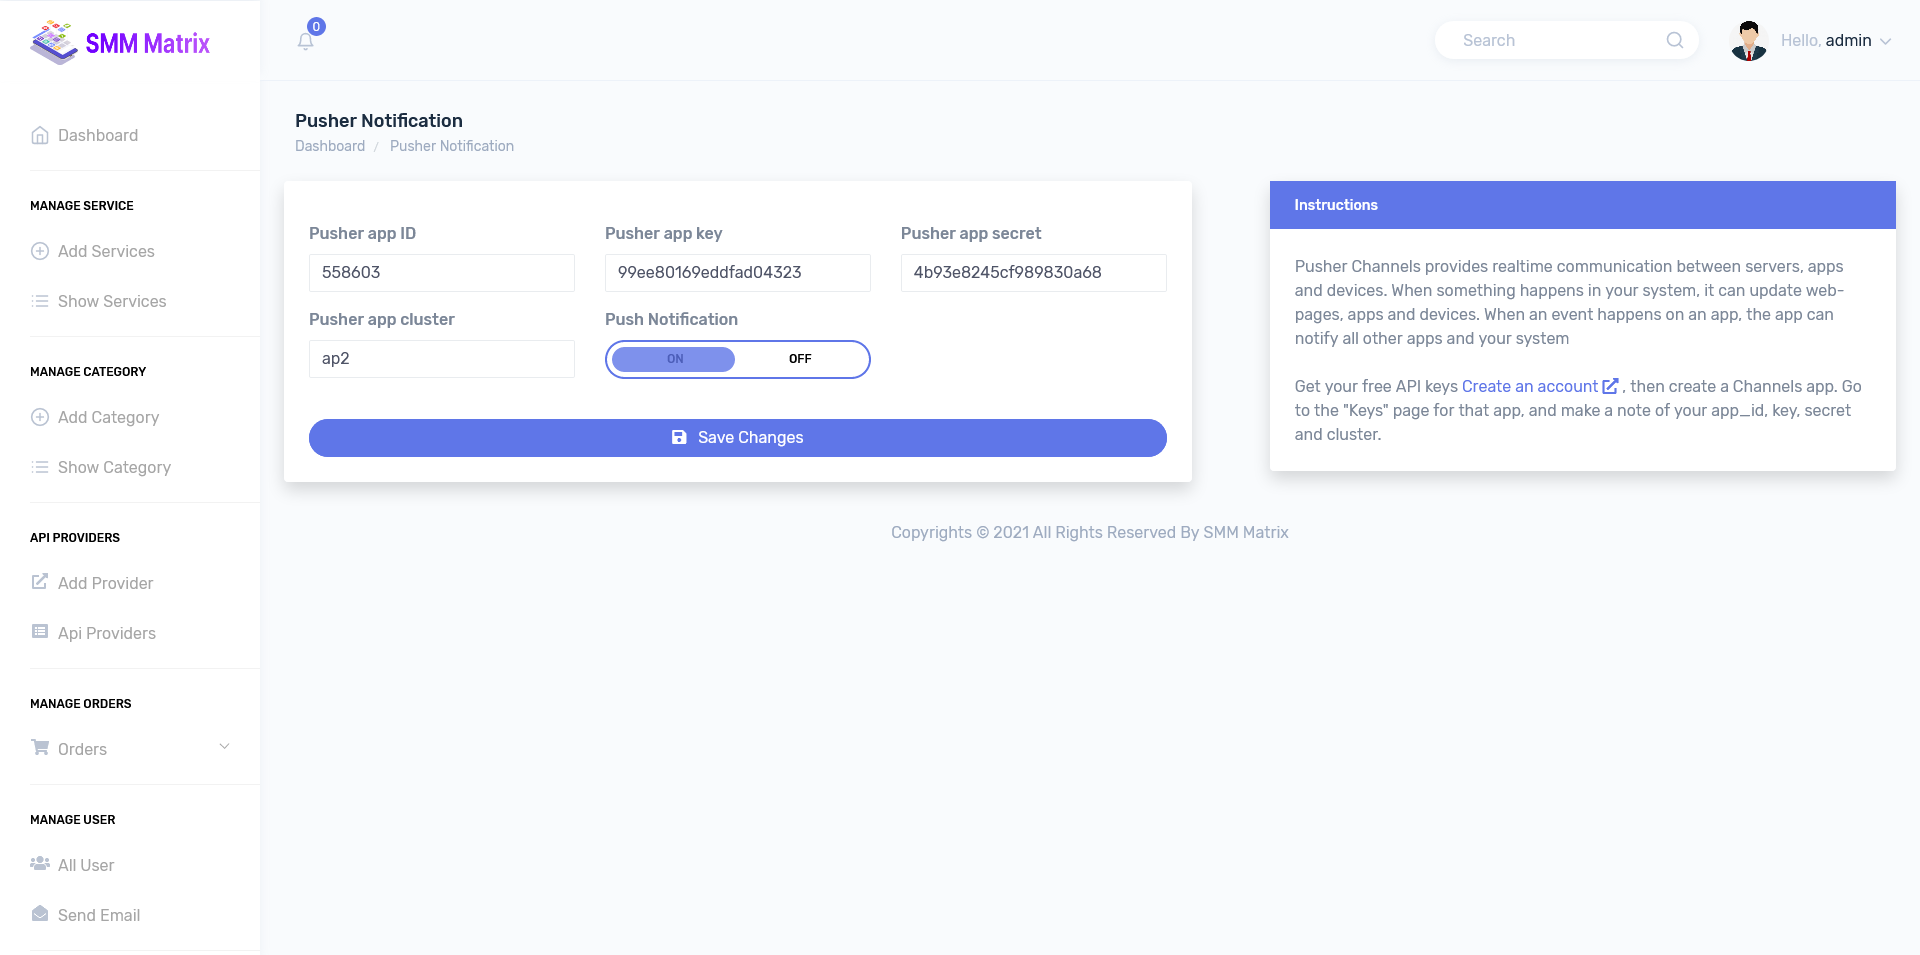 SMM Matrix
0
Search
Hello, admin
Dashboard
MANAGE SERVICE
Add Services
Show Services
MANAGE CATEGORY
Add Category
Show Category
API PROVIDERS
Add Provider
Api Providers
MANAGE ORDERS
Orders
MANAGE USER
All User
Send Email
Pusher Notification
Dashboard / Pusher Notification
Pusher app ID
558603
Pusher app key
99ee80169eddfad04323
Pusher app secret
4b93e8245cf989830a68
Pusher app cluster
ap2
Push Notification
ON OFF
Save Changes
Instructions
Pusher Channels provides realtime communication between servers, apps
and devices. When something happens in your system, it can update web-
pages, apps and devices. When an event happens on an app, the app can
notify all other apps and your system
Get your free API keys Create an account , then create a Channels app. Go
to the "Keys" page for that app, and make a note of your app_id, key, secret
and cluster.
Copyrights © 2021 All Rights Reserved By SMM Matrix